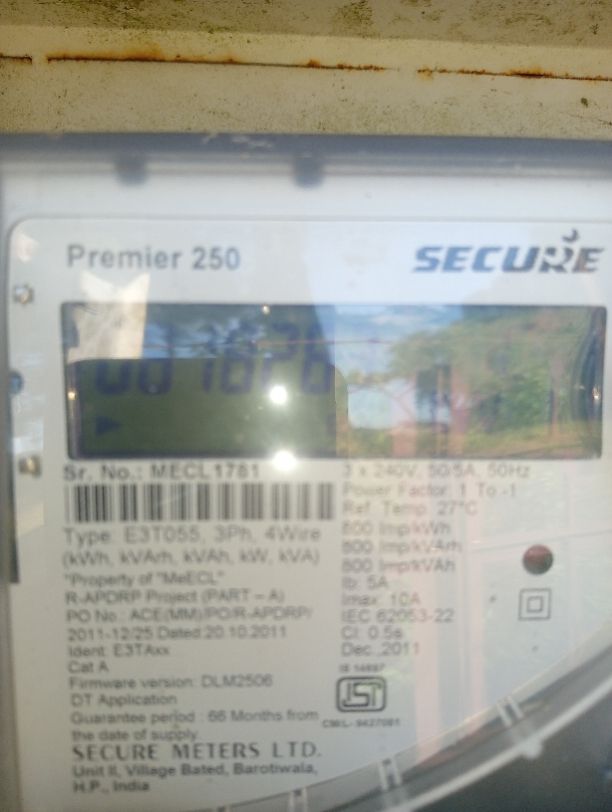 Premier 250
SECURE
Sr. No.: MECL1781
Type: E3T055, 3Ph, 4Wire
(kWh, kVArh, kVAh, kW, kVA)
"Property of "MeECL"
R-APDRP Project (PART – A)
PO No.: ACE(MM)/PO/R-APDRP/
2011-12/25 Dated:20.10.2011
Ident: E3TAxx
Cat A
Firmware version: DLM2506
DT Application
Guarantee period : 66 Months from
the date of supply.
SECURE METERS LTD.
Unit II, Village Bated, Barotiwala,
H.P., India
3 x 240V, 50/5A, 50Hz
Power Factor: 1 To -1
Ref. Temp. 27°C
800 Imp/kWh
800 Imp/kVArh
800 Imp/kVAh
Ib: 5A
Imax: 10A
IEC 62053-22
Cl: 0.5s
Dec.,2011
IS 14697